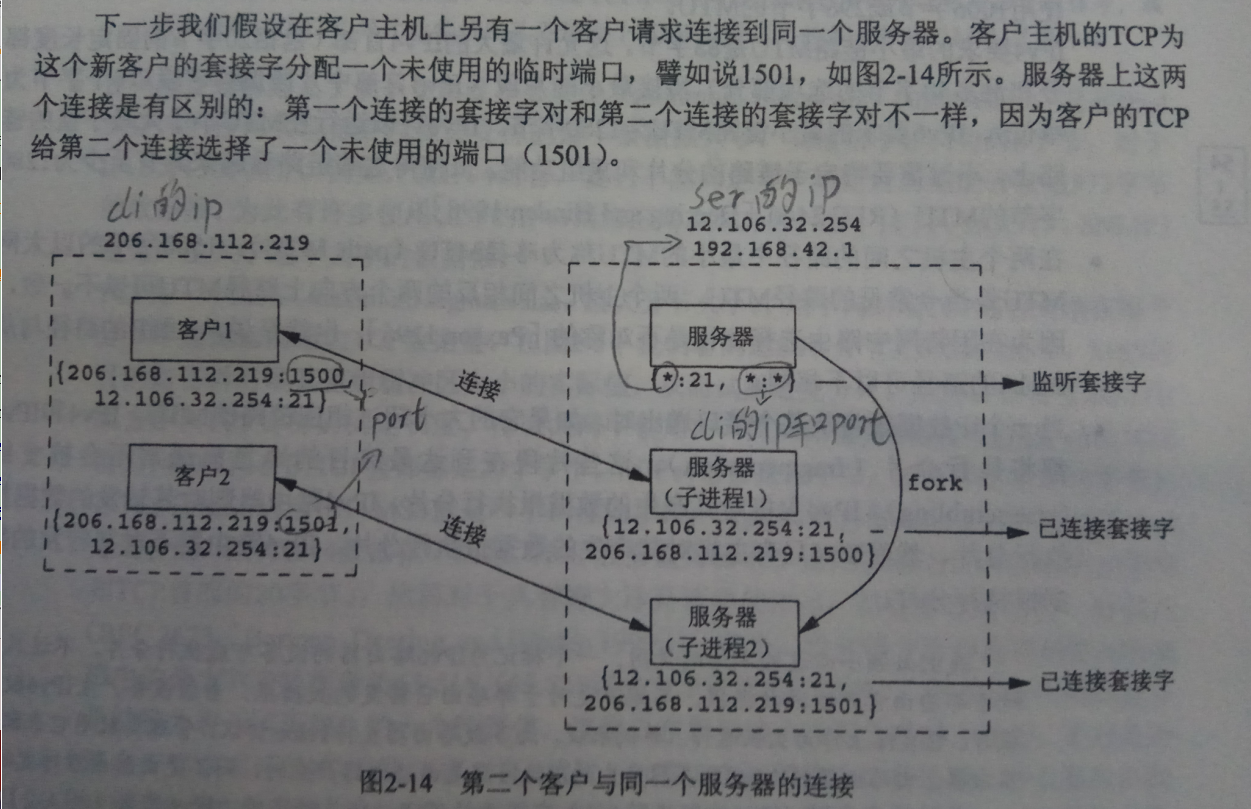 下一步我们假设在客户主机上另有一个客户请求连接到同一个服务器。客户主机的TCP为
这个新客户的套接字分配一个未使用的临时端口，譬如说1501，如图2-14所示。服务器上这两
个连接是有区别的：第一个连接的套接字对和第二个连接的套接字对不一样，因为客户的TCP
给第二个连接选择了一个未使用的端口（1501）。
cli的ip
206.168.112.219
ser的ip
12.106.32.254
192.168.42.1
客户1
{206.168.112.219:1500,
12.106.32.254:21}
port
客户2
{206.168.112.219:1501,
12.106.32.254:21}
连接
连接
服务器
{*:21, *:*}
监听套接字
cli的ip和port
fork
服务器
（子进程1）
{12.106.32.254:21,
206.168.112.219:1500}
已连接套接字
服务器
（子进程2）
{12.106.32.254:21,
206.168.112.219:1501}
已连接套接字
图2-14 第二个客户与同一个服务器的连接